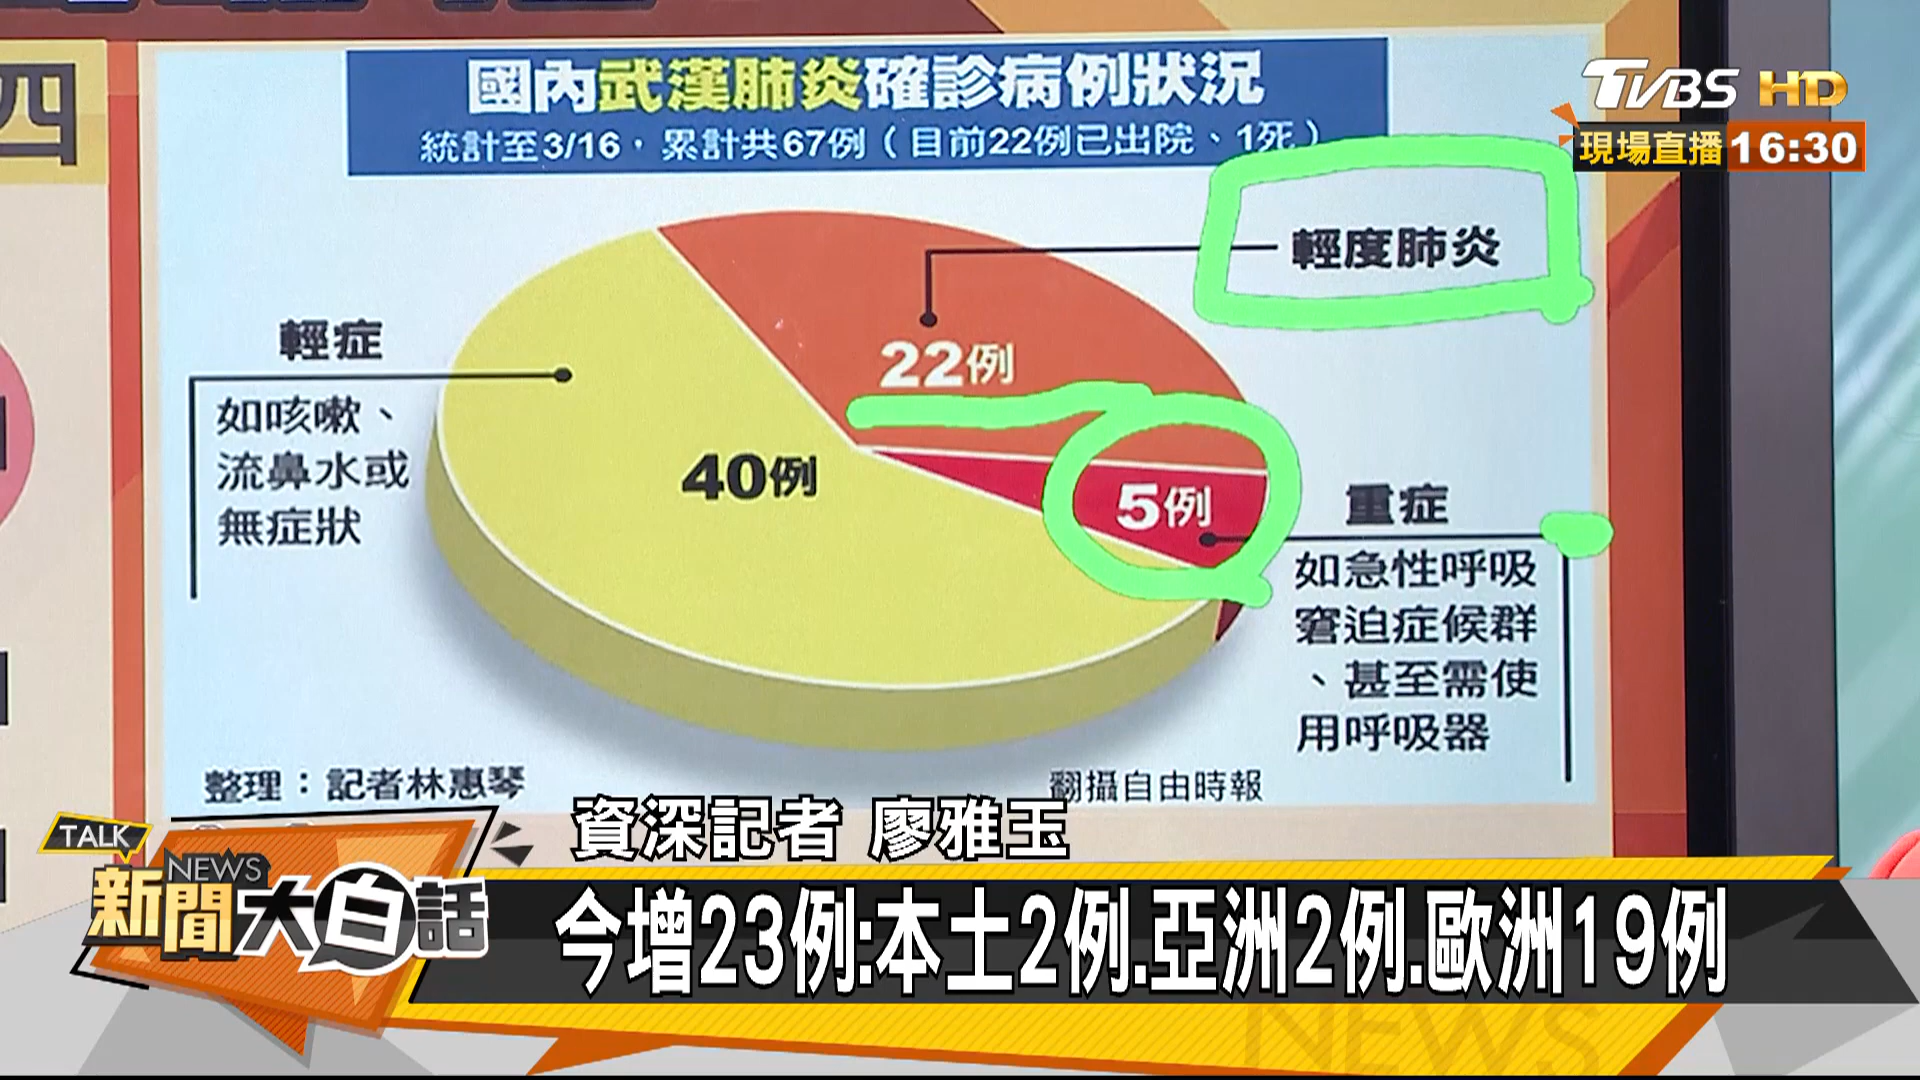 四
國內武漢肺炎確診病例狀況
統計至3/16，累計共67例（目前22例已出院、1死）
TVBS HD
現場直播 16:30
輕度肺炎
22例
輕症
如咳嗽、
流鼻水或
無症狀
40例
5例
重症
如急性呼吸
窘迫症候群
、甚至需使
用呼吸器
整理：記者林惠琴
翻攝自由時報
資深記者 廖雅玉
TALK
NEWS
新聞大白話
今增23例:本土2例.亞洲2例.歐洲19例
NEWS